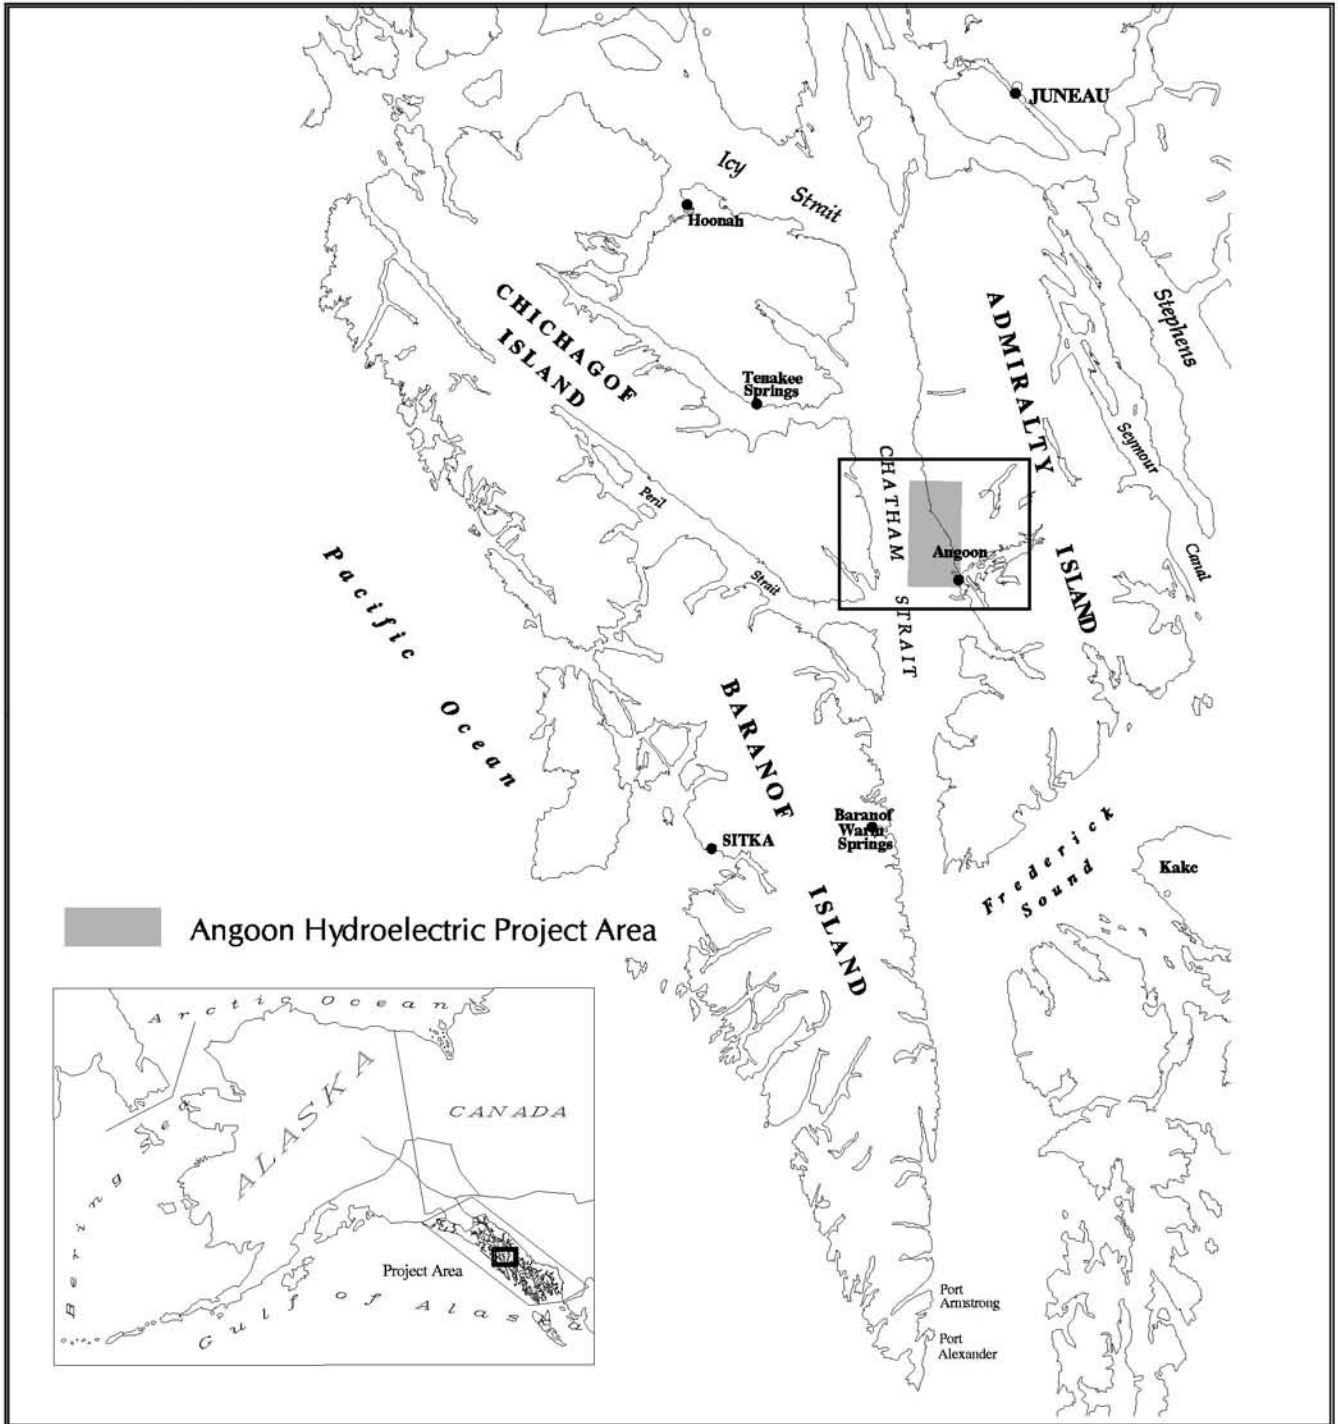 JUNEAU
Icy
Strait
Hoonah
CHICHAGOF
ISLAND
ADMIRALTY
ISLAND
Stephens
Tenakee
Springs
Seymour
Canal
CHATHAM
STRAIT
Peril
Strait
Angoon
Pacific
Ocean
BARANOF
ISLAND
Baranof
Warm
Springs
SITKA
Frederick
Sound
Kake
Angoon Hydroelectric Project Area
Arctic Ocean
ALASKA
CANADA
Bering Sea
Project Area
Gulf of Alaska
Port
Armstrong
Port
Alexander